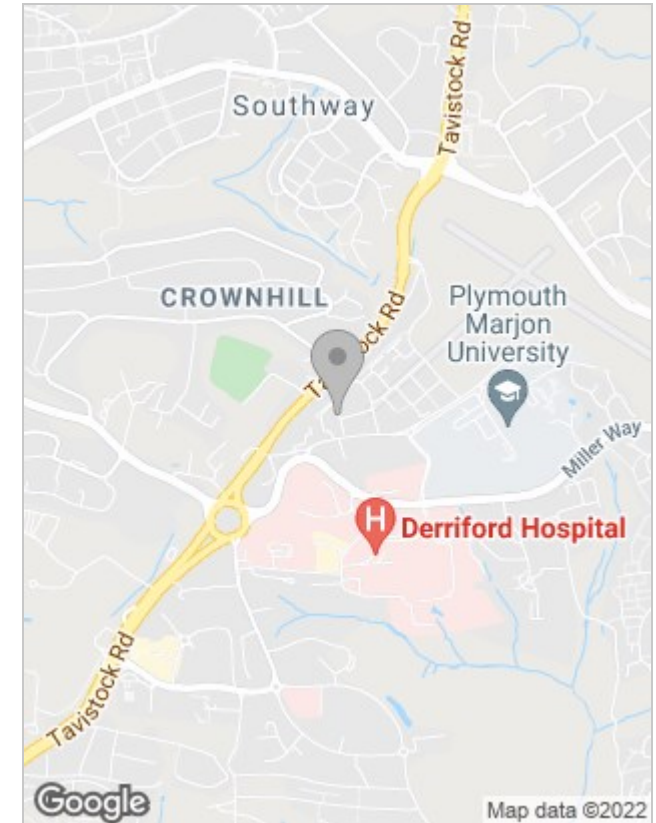 Tavistock Rd
Southway
CROWNHILL
Tavistock Rd
Plymouth
Marjon
University
Miller Way
H
Derriford Hospital
Tavistock Rd
Google
Map data ©2022